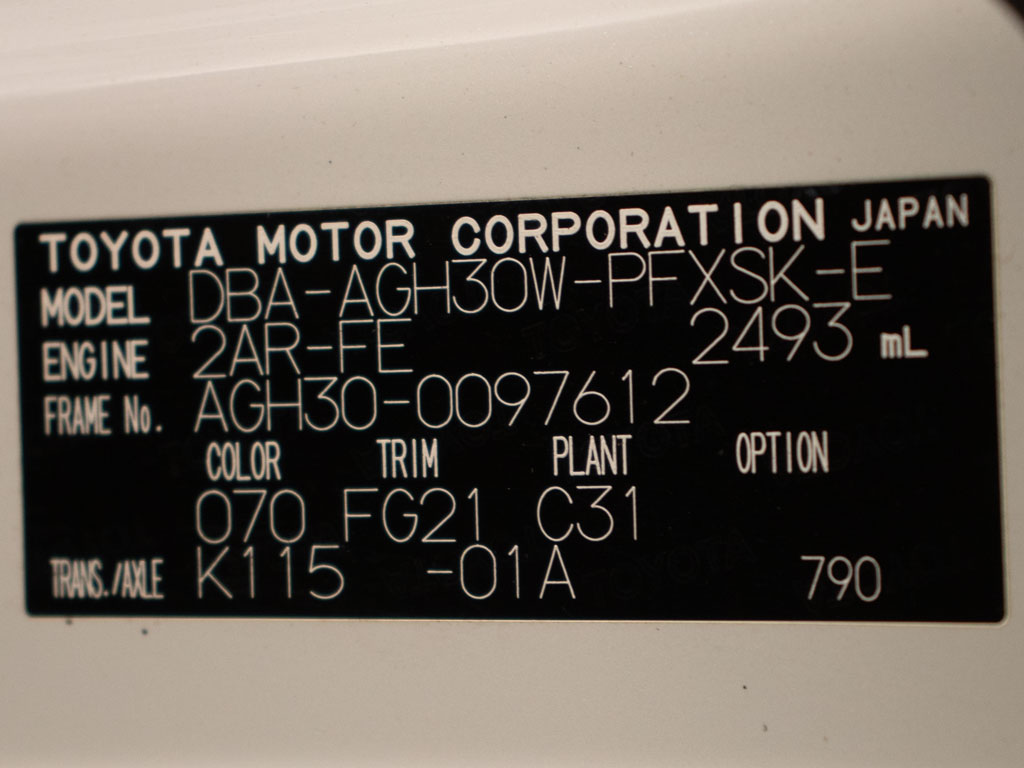 TOYOTA MOTOR CORPORATION JAPAN
MODEL DBA-AGH30W-PFXSK-E
ENGINE 2AR-FE 2493 mL
FRAME No. AGH30-0097612
COLOR TRIM PLANT OPTION
070 FG21 C31
TRANS./AXLE K115 -01A 790